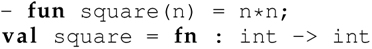 - fun square(n) = n*n;
val square = fn : int -> int